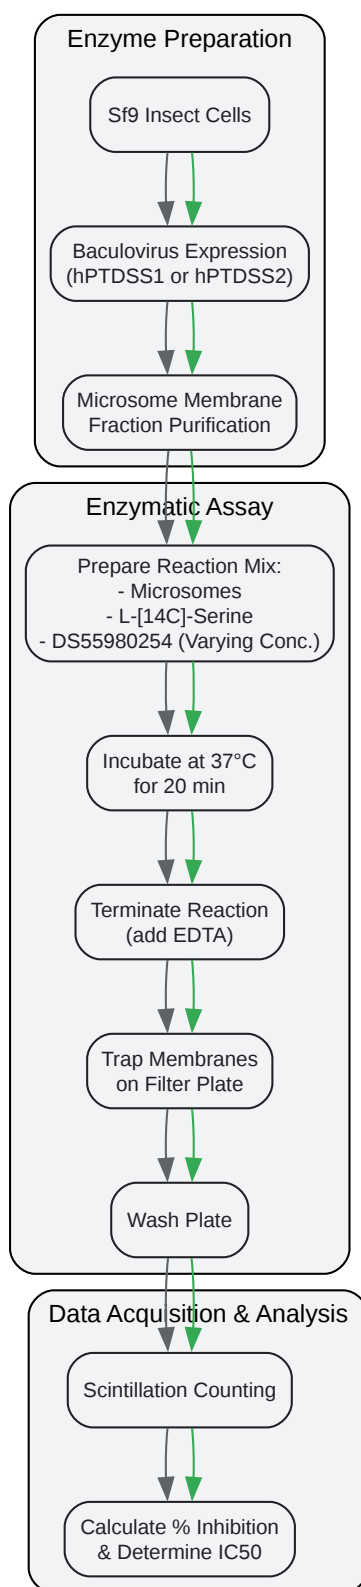 Enzyme Preparation
Sf9 Insect Cells
Baculovirus Expression
(hPTDSS1 or hPTDSS2)
Microsome Membrane
Fraction Purification
Enzymatic Assay
Prepare Reaction Mix:
- Microsomes
- L-[14C]-Serine
- DS55980254 (Varying Conc.)
Incubate at 37°C
for 20 min
Terminate Reaction
(add EDTA)
Trap Membranes
on Filter Plate
Wash Plate
Data Acquisition & Analysis
Scintillation Counting
Calculate % Inhibition
& Determine IC50